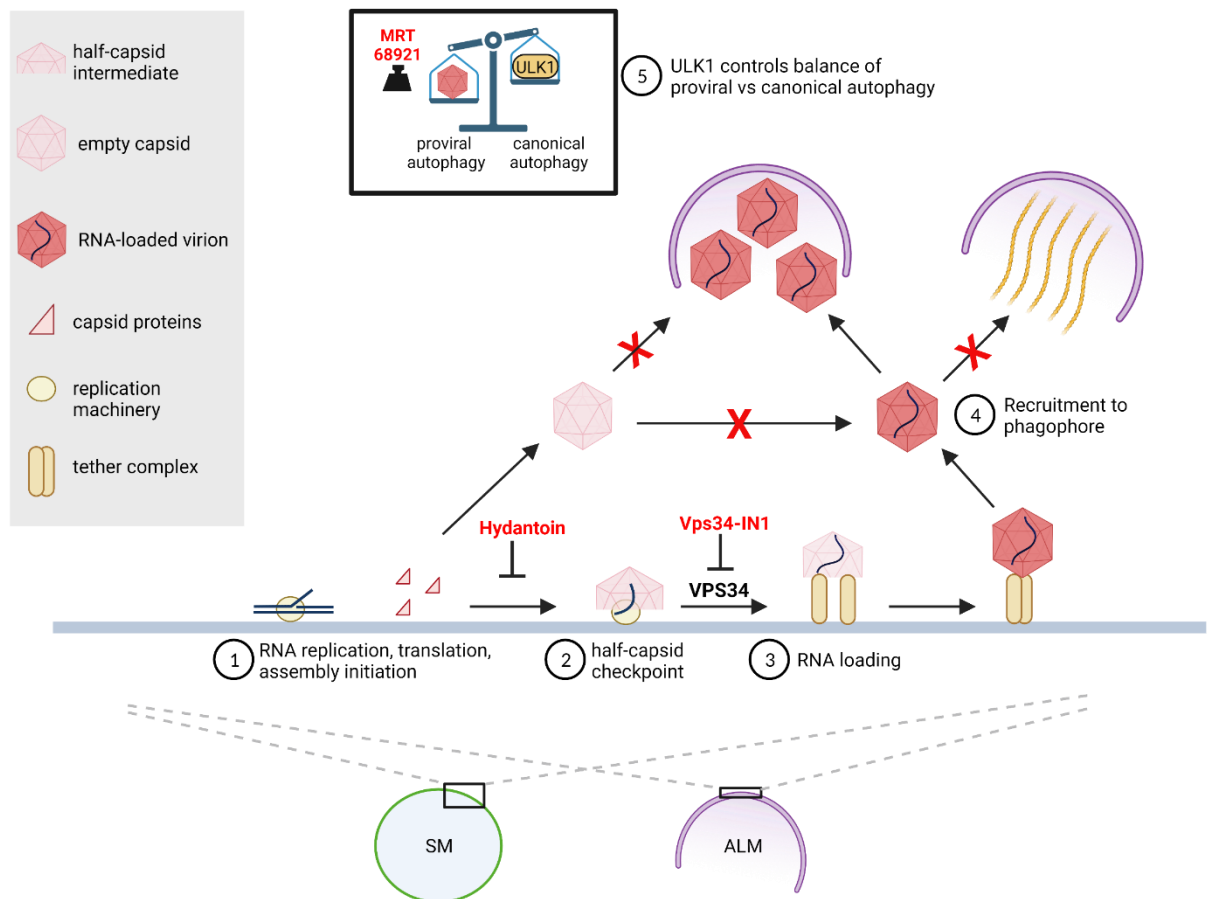 half-capsid
intermediate
empty capsid
RNA-loaded virion
capsid proteins
replication
machinery
tether complex
MRT
68921
ULK1
proviral
autophagy
canonical
autophagy
5
ULK1 controls balance of
proviral vs canonical autophagy
4
Recruitment to
phagophore
Hydantoin
Vps34-IN1
VPS34
1
RNA replication, translation,
assembly initiation
2
half-capsid
checkpoint
3
RNA loading
SM
ALM